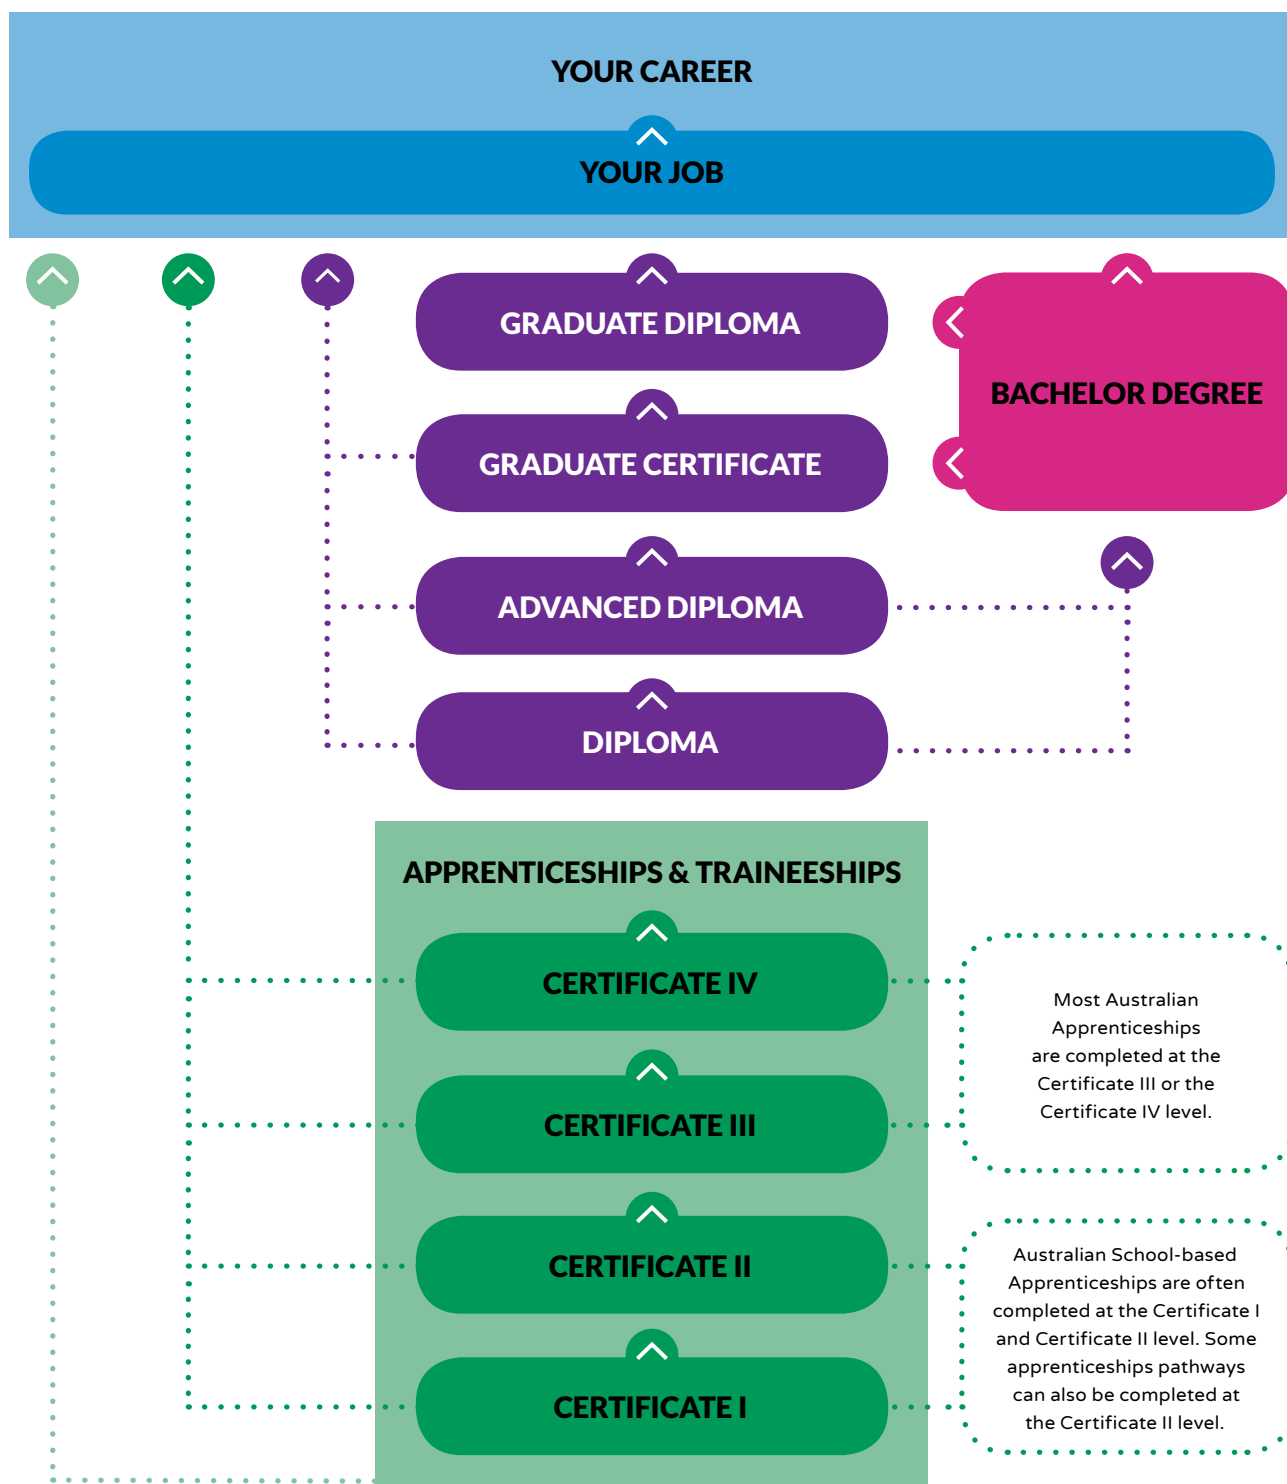 YOUR CAREER
YOUR JOB
GRADUATE DIPLOMA
BACHELOR DEGREE
GRADUATE CERTIFICATE
ADVANCED DIPLOMA
DIPLOMA
APPRENTICESHIPS & TRAINEESHIPS
CERTIFICATE IV
Most Australian
Apprenticeships
are completed at the
Certificate III or the
Certificate IV level.
CERTIFICATE III
CERTIFICATE II
Australian School-based
Apprenticeships are often
completed at the Certificate I
and Certificate II level. Some
apprenticeships pathways
can also be completed at
the Certificate II level.
CERTIFICATE I